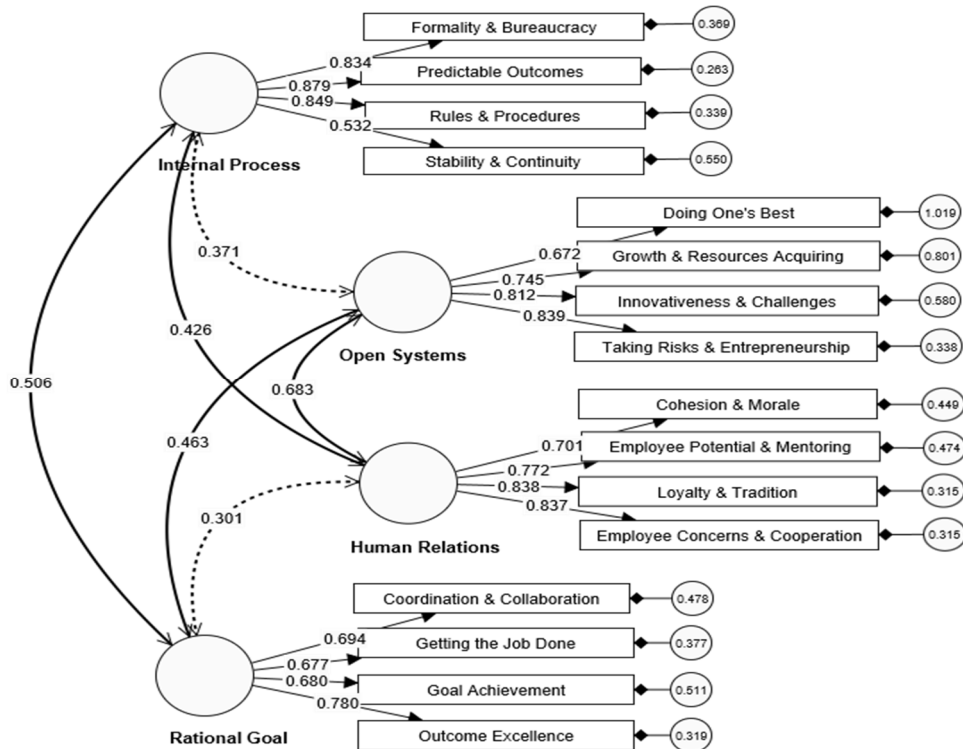 Formality & Bureaucracy
0.369
0.834
Predictable Outcomes
0.263
0.879
Rules & Procedures
0.339
0.849
Stability & Continuity
0.550
0.532
Internal Process
Doing One's Best
1.019
0.672
Growth & Resources Acquiring
0.801
0.745
Innovativeness & Challenges
0.580
0.812
Taking Risks & Entrepreneurship
0.338
0.839
Open Systems
0.371
0.426
0.506
0.683
0.463
0.301
Cohesion & Morale
0.449
0.701
Employee Potential & Mentoring
0.474
0.772
Loyalty & Tradition
0.315
0.838
Employee Concerns & Cooperation
0.315
0.837
Human Relations
Coordination & Collaboration
0.478
0.694
Getting the Job Done
0.377
0.677
Goal Achievement
0.511
0.680
Outcome Excellence
0.319
0.780
Rational Goal